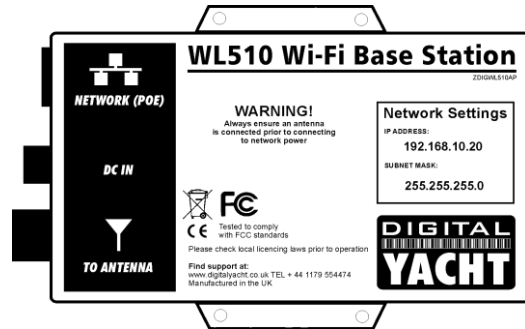 WL510 Wi-Fi Base Station
ZDIGWL510AP
NETWORK (POE)
DC IN
TO ANTENNA
WARNING!
Always ensure an antenna
is connected prior to connecting
to network power
Network Settings
IP ADDRESS:
192.168.10.20
SUBNET MASK:
255.255.255.0
FC
CE
Tested to comply
with FCC standards
Please check local licencing laws prior to operation
Find support at:
www.digitalyacht.co.uk TEL + 44 1179 554474
Manufactured in the UK
DIGITAL
YACHT